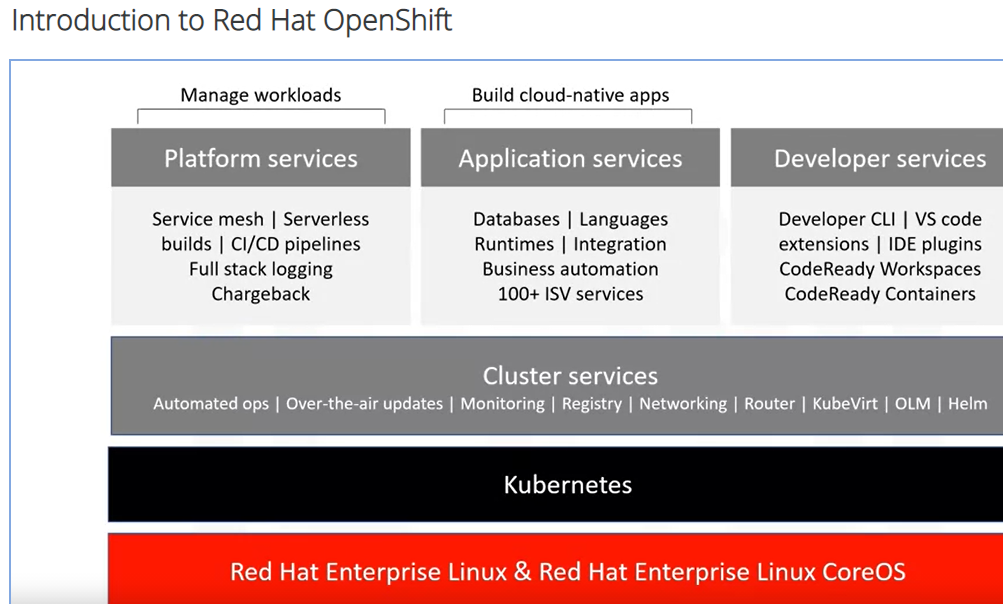 Introduction to Red Hat OpenShift
Manage workloads
Build cloud-native apps
Platform services
Application services
Developer services
Service mesh | Serverless
builds | CI/CD pipelines
Full stack logging
Chargeback
Databases | Languages
Runtimes | Integration
Business automation
100+ ISV services
Developer CLI | VS code
extensions | IDE plugins
CodeReady Workspaces
CodeReady Containers
Cluster services
Automated ops | Over-the-air updates | Monitoring | Registry | Networking | Router | KubeVirt | OLM | Helm
Kubernetes
Red Hat Enterprise Linux & Red Hat Enterprise Linux CoreOS